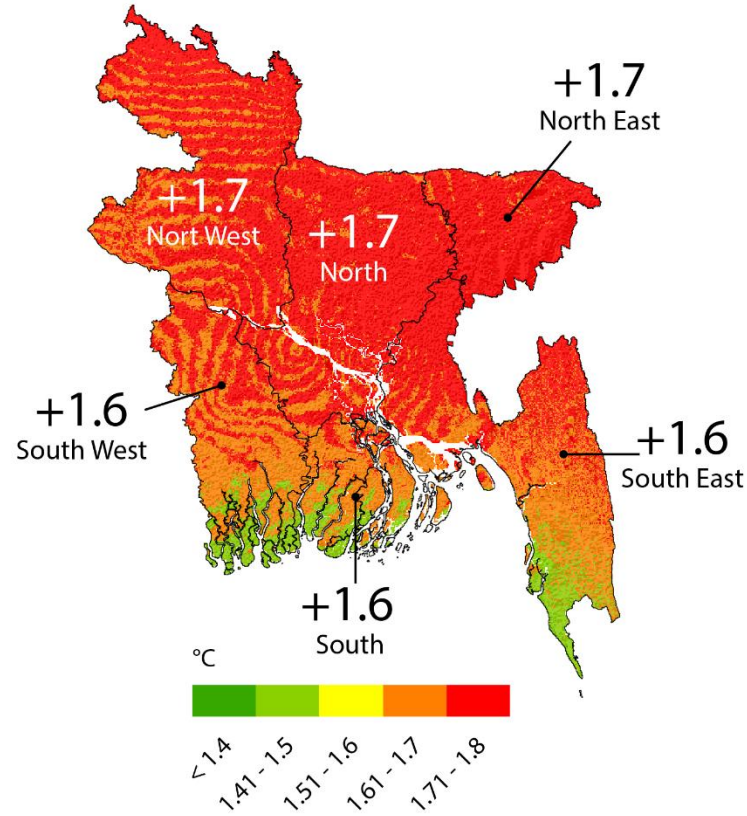 +1.7
North East
+1.7
Nort West
+1.7
North
+1.6
South West
+1.6
South East
+1.6
South
°C
< 1.4
1.41 - 1.5
1.51 - 1.6
1.61 - 1.7
1.71 - 1.8